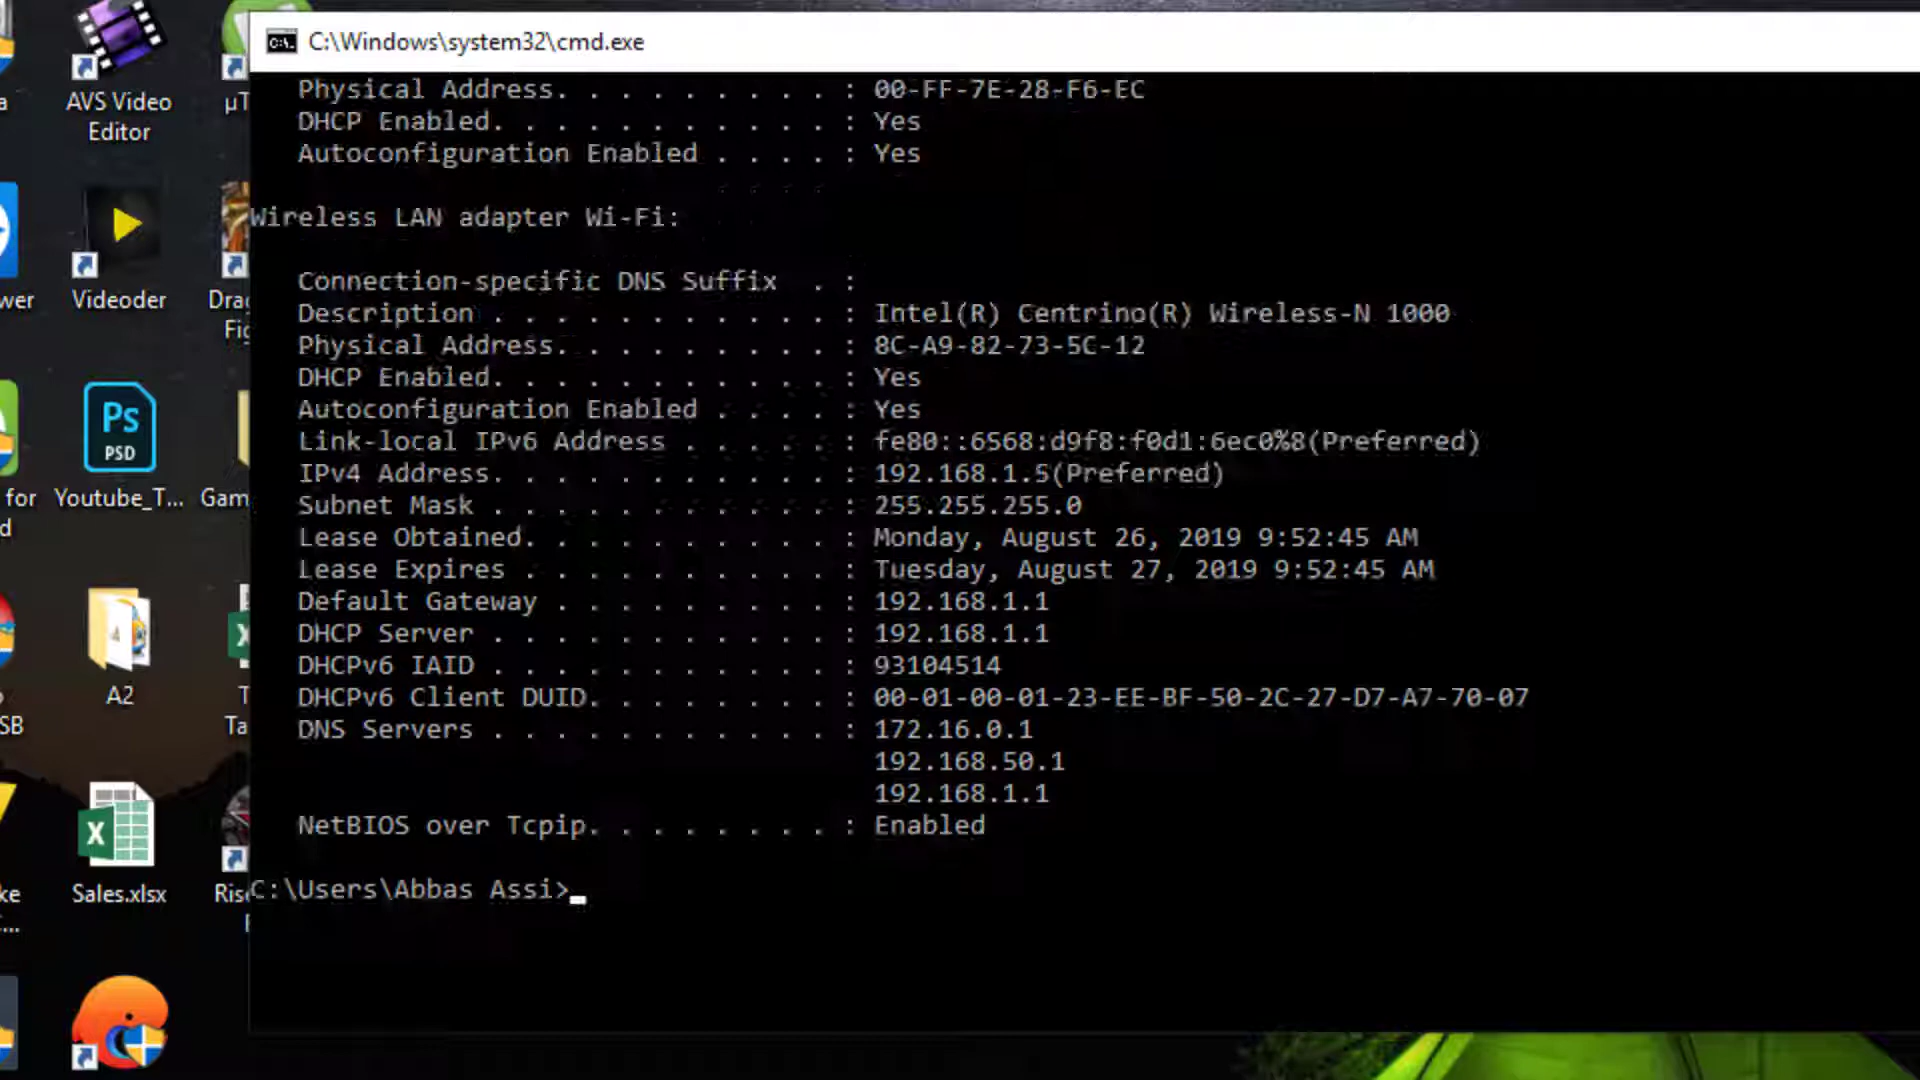 C:\Windows\system32\cmd.exe
Physical Address. . . . . . . . . : 00-FF-7E-28-F6-EC
DHCP Enabled. . . . . . . . . . . : Yes
Autoconfiguration Enabled . . . . : Yes
Wireless LAN adapter Wi-Fi:
Connection-specific DNS Suffix . :
Description . . . . . . . . . . . : Intel(R) Centrino(R) Wireless-N 1000
Physical Address. . . . . . . . . : 8C-A9-82-73-5C-12
DHCP Enabled. . . . . . . . . . . : Yes
Autoconfiguration Enabled . . . . : Yes
Link-local IPv6 Address . . . . . : fe80::6568:d9f8:f0d1:6ec0%8(Preferred)
IPv4 Address. . . . . . . . . . . : 192.168.1.5(Preferred)
Subnet Mask . . . . . . . . . . . : 255.255.255.0
Lease Obtained. . . . . . . . . . : Monday, August 26, 2019 9:52:45 AM
Lease Expires . . . . . . . . . . : Tuesday, August 27, 2019 9:52:45 AM
Default Gateway . . . . . . . . . : 192.168.1.1
DHCP Server . . . . . . . . . . . : 192.168.1.1
DHCPv6 IAID . . . . . . . . . . . : 93104514
DHCPv6 Client DUID. . . . . . . . : 00-01-00-01-23-EE-BF-50-2C-27-D7-A7-70-07
DNS Servers . . . . . . . . . . . : 172.16.0.1
192.168.50.1
192.168.1.1
NetBIOS over Tcpip. . . . . . . . : Enabled
C:\Users\Abbas Assi>
AVS Video
Editor
Videoder
Ps
PSD
Youtube_T...
for
A2
X
Sales.xlsx